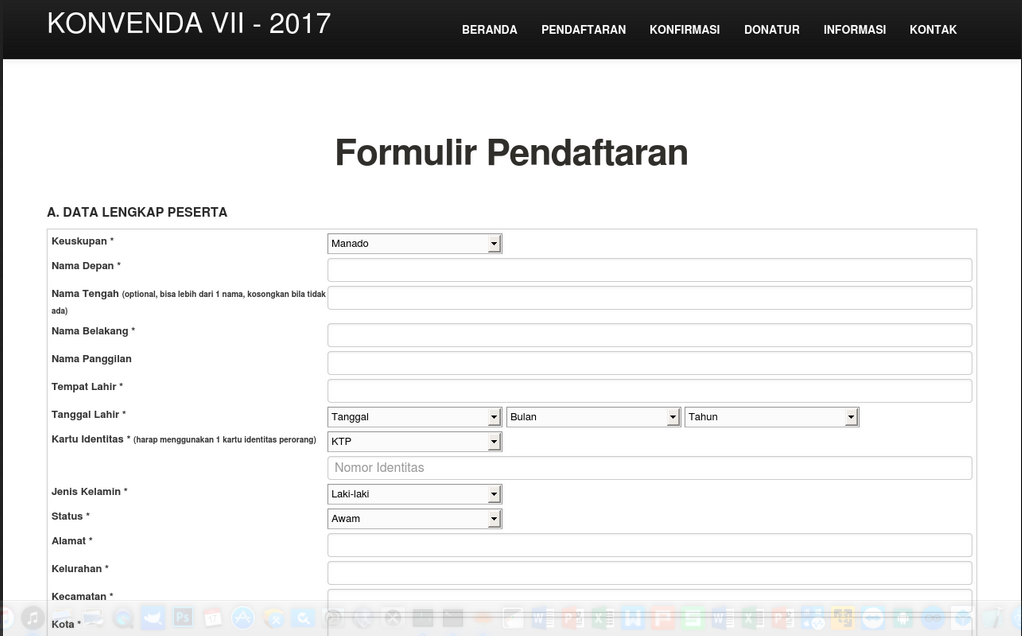 KONVENDA VII - 2017
BERANDA PENDAFTARAN KONFIRMASI DONATUR INFORMASI KONTAK
Formulir Pendaftaran
A. DATA LENGKAP PESERTA
Keuskupan * Manado
Nama Depan *
Nama Tengah (optional, bisa lebih dari 1 nama, kosongkan bila tidak
ada)
Nama Belakang *
Nama Panggilan
Tempat Lahir *
Tanggal Lahir * Tanggal Bulan Tahun
Kartu Identitas * (harap menggunakan 1 kartu identitas perorang) KTP
Nomor Identitas
Jenis Kelamin * Laki-laki
Status * Awam
Alamat *
Kelurahan *
Kecamatan *
Ps
Kota *